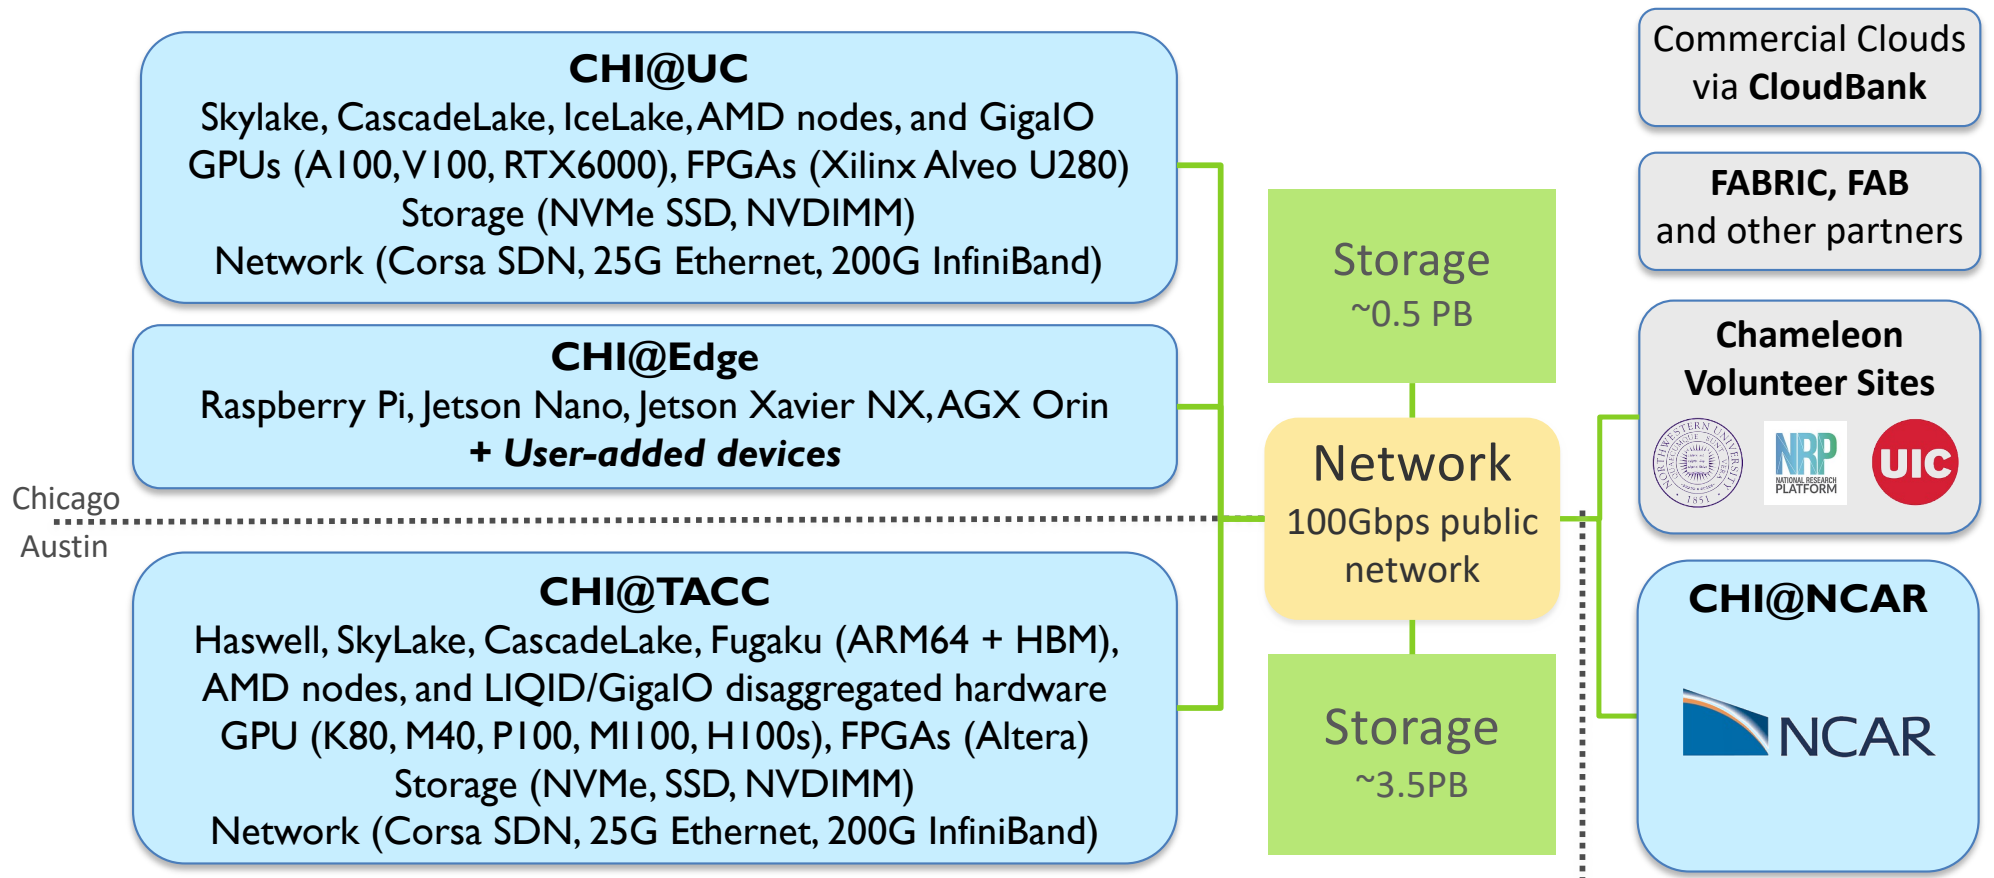 CHI@UC
Skylake, CascadeLake, IceLake, AMD nodes, and GigaIO
GPUs (A100, V100, RTX6000), FPGAs (Xilinx Alveo U280)
Storage (NVMe SSD, NVDIMM)
Network (Corsa SDN, 25G Ethernet, 200G InfiniBand)
CHI@Edge
Raspberry Pi, Jetson Nano, Jetson Xavier NX, AGX Orin
+ User-added devices
Chicago
Austin
CHI@TACC
Haswell, SkyLake, CascadeLake, Fugaku (ARM64 + HBM),
AMD nodes, and LIQID/GigaIO disaggregated hardware
GPU (K80, M40, P100, MI100, H100s), FPGAs (Altera)
Storage (NVMe, SSD, NVDIMM)
Network (Corsa SDN, 25G Ethernet, 200G InfiniBand)
Storage
~0.5 PB
Network
100Gbps public
network
Storage
~3.5PB
Commercial Clouds
via CloudBank
FABRIC, FAB
and other partners
Chameleon
Volunteer Sites
NORTHWESTERN UNIVERSITY
1851
NRP
NATIONAL RESEARCH
PLATFORM
UIC
CHI@NCAR
NCAR